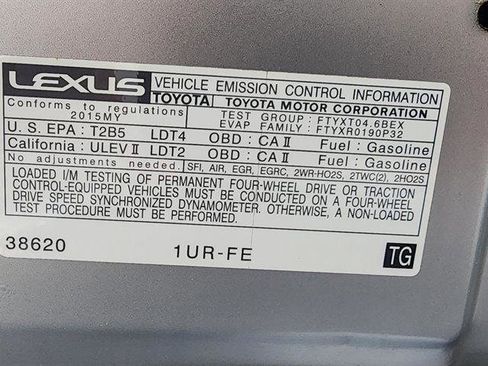 LEXUS VEHICLE EMISSION CONTROL INFORMATION
TOYOTA TOYOTA MOTOR CORPORATION
Conforms to regulations
2015MY
TEST GROUP : FTYXT04.6BEX
EVAP FAMILY : FTYXR0190P32
U. S. EPA : T2B5 LDT4 OBD : CA II Fuel : Gasoline
California : ULEV II LDT2 OBD : CA II Fuel : Gasoline
No adjustments needed. SFI, AIR, EGR, EGRC, 2WR-HO2S, 2TWC(2), 2HO2S
LOADED I/M TESTING OF PERMANENT FOUR-WHEEL DRIVE OR TRACTION
CONTROL-EQUIPPED VEHICLES MUST BE CONDUCTED ON A FOUR-WHEEL
DRIVE SPEED SYNCHRONIZED DYNAMOMETER. OTHERWISE, A NON-LOADED
TEST PROCEDURE MUST BE PERFORMED.
38620 1UR-FE TG